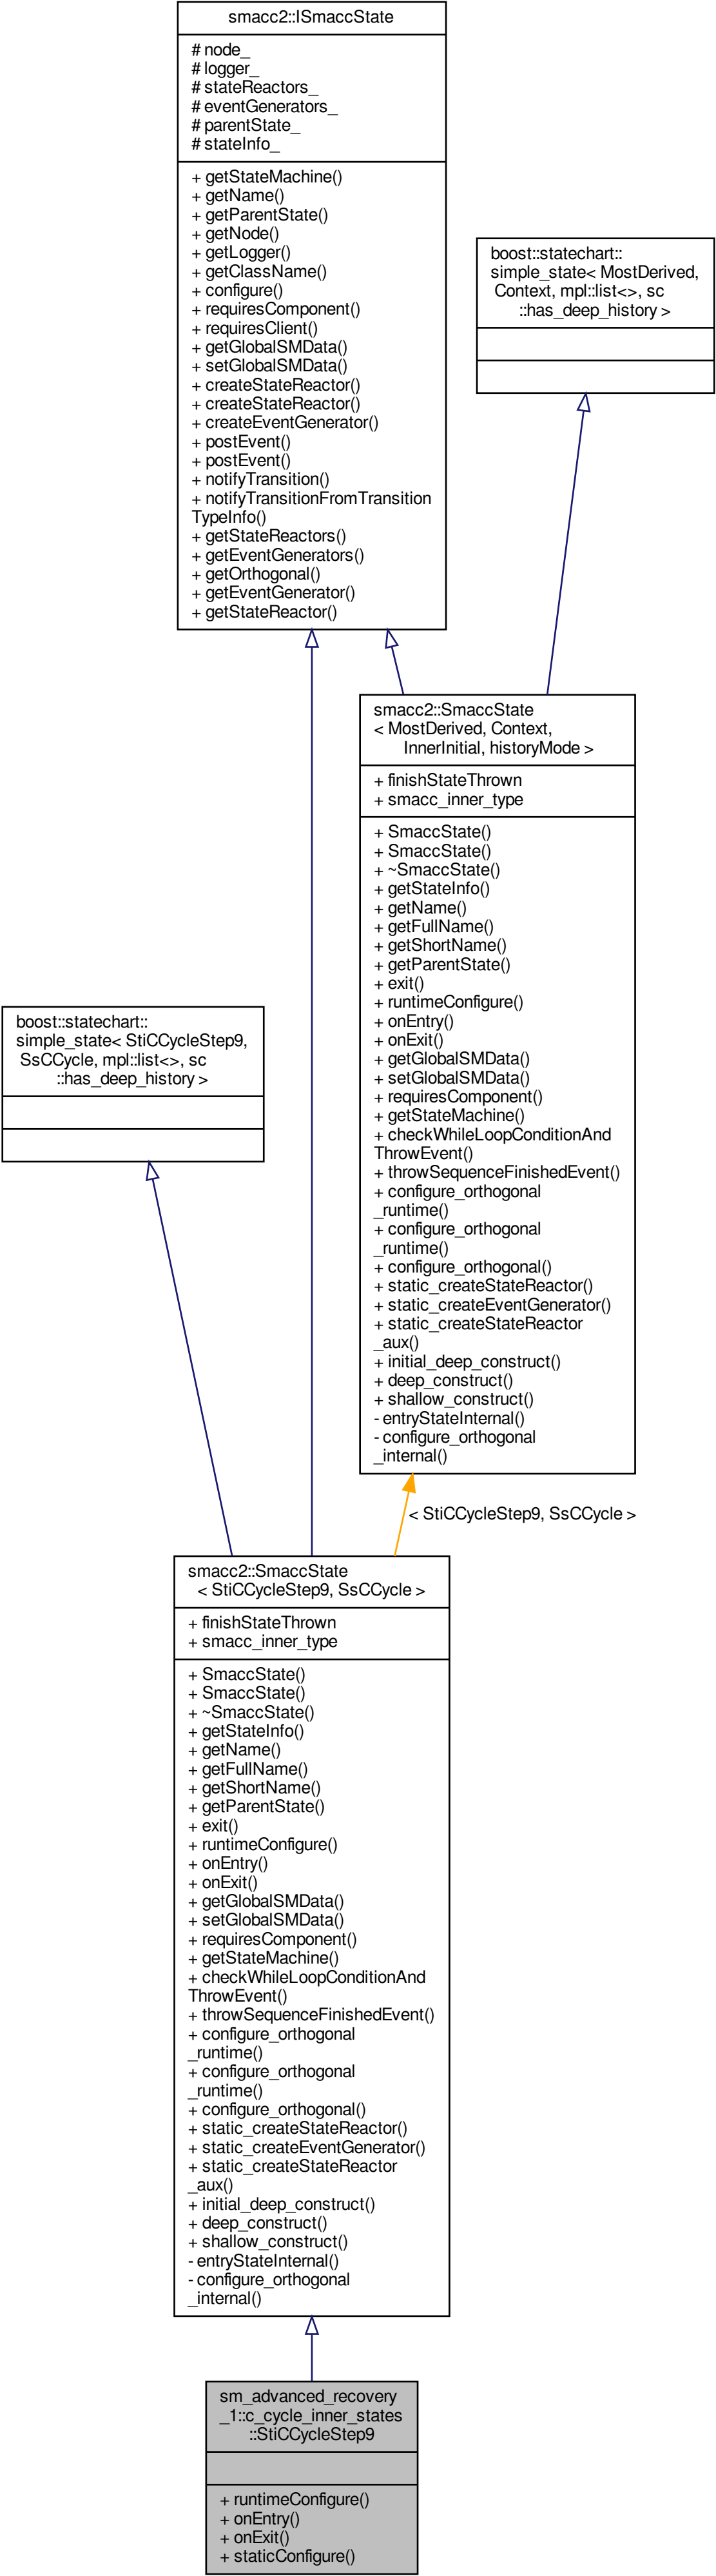 smacc2::ISmaccState
# node_
# logger_
# stateReactors_
# eventGenerators_
# parentState_
# stateInfo_
+ getStateMachine()
+ getName()
+ getParentState()
+ getNode()
+ getLogger()
+ getClassName()
+ configure()
+ requiresComponent()
+ requiresClient()
+ getGlobalSMData()
+ setGlobalSMData()
+ createStateReactor()
+ createStateReactor()
+ createEventGenerator()
+ postEvent()
+ postEvent()
+ notifyTransition()
+ notifyTransitionFromTransition
TypeInfo()
+ getStateReactors()
+ getEventGenerators()
+ getOrthogonal()
+ getEventGenerator()
+ getStateReactor()
boost::statechart::
simple_state< MostDerived,
Context, mpl::list<>, sc
::has_deep_history >
smacc2::SmaccState
< MostDerived, Context,
InnerInitial, historyMode >
+ finishStateThrown
+ smacc_inner_type
+ SmaccState()
+ SmaccState()
+ ~SmaccState()
+ getStateInfo()
+ getName()
+ getFullName()
+ getShortName()
+ getParentState()
+ exit()
+ runtimeConfigure()
+ onEntry()
+ onExit()
+ getGlobalSMData()
+ setGlobalSMData()
+ requiresComponent()
+ getStateMachine()
+ checkWhileLoopConditionAnd
ThrowEvent()
+ throwSequenceFinishedEvent()
+ configure_orthogonal
_runtime()
+ configure_orthogonal
_runtime()
+ configure_orthogonal()
+ static_createStateReactor()
+ static_createEventGenerator()
+ static_createStateReactor
_aux()
+ initial_deep_construct()
+ deep_construct()
+ shallow_construct()
- entryStateInternal()
- configure_orthogonal
_internal()
boost::statechart::
simple_state< StiCCycleStep9,
SsCCycle, mpl::list<>, sc
::has_deep_history >
< StiCCycleStep9, SsCCycle >
smacc2::SmaccState
< StiCCycleStep9, SsCCycle >
+ finishStateThrown
+ smacc_inner_type
+ SmaccState()
+ SmaccState()
+ ~SmaccState()
+ getStateInfo()
+ getName()
+ getFullName()
+ getShortName()
+ getParentState()
+ exit()
+ runtimeConfigure()
+ onEntry()
+ onExit()
+ getGlobalSMData()
+ setGlobalSMData()
+ requiresComponent()
+ getStateMachine()
+ checkWhileLoopConditionAnd
ThrowEvent()
+ throwSequenceFinishedEvent()
+ configure_orthogonal
_runtime()
+ configure_orthogonal
_runtime()
+ configure_orthogonal()
+ static_createStateReactor()
+ static_createEventGenerator()
+ static_createStateReactor
_aux()
+ initial_deep_construct()
+ deep_construct()
+ shallow_construct()
- entryStateInternal()
- configure_orthogonal
_internal()
sm_advanced_recovery
_1::c_cycle_inner_states
::StiCCycleStep9
+ runtimeConfigure()
+ onEntry()
+ onExit()
+ staticConfigure()